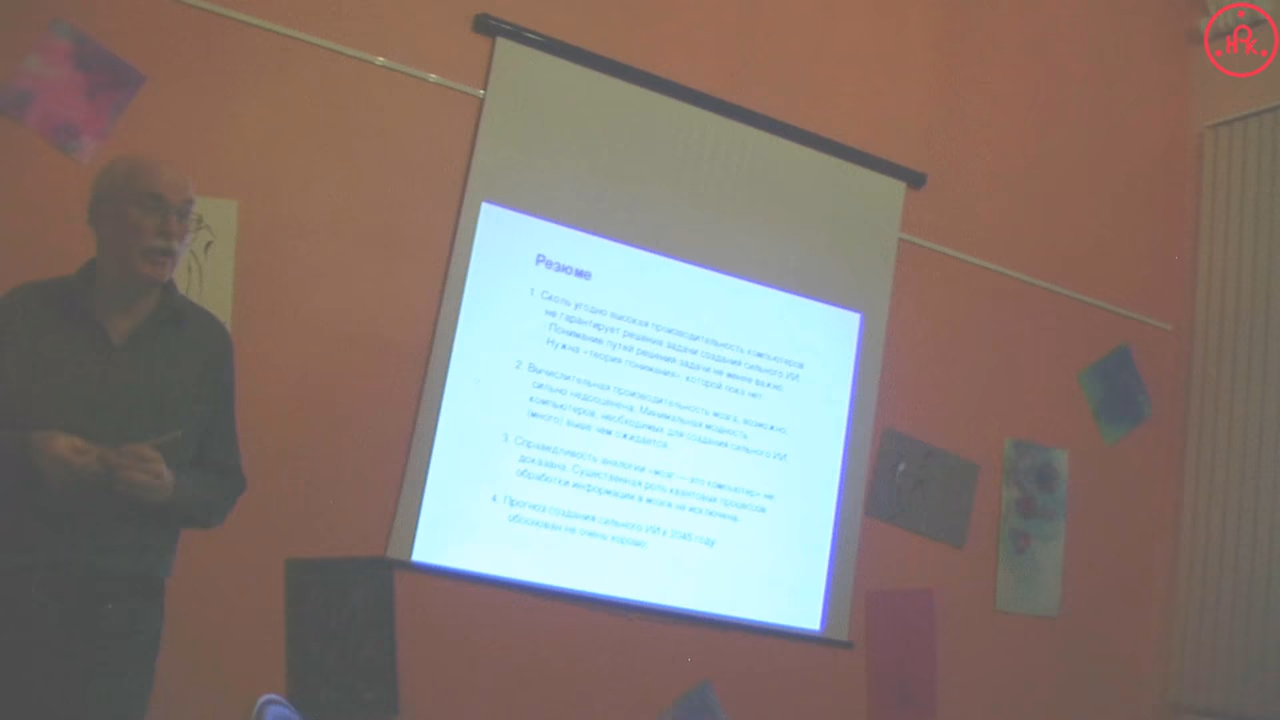 Резюме
1. Сколь угодно высокая производительность компьютеров
не гарантирует решения задачи создания сильного ИИ.
Понимание путей решения задачи не менее важно.
Нужна «теория понимания», которой пока нет.
2. Вычислительная производительность мозга, возможно,
сильно недооценена. Минимальная мощность
компьютеров, необходимых для создания сильного ИИ,
(много) выше, чем ожидается.
3. Справедливость аналогии «мозг — это компьютер» не
доказана. Существенная роль квантовых процессов
обработки информации в мозге не исключена.
4. Прогноз создания сильного ИИ к 2045 году
обоснован не очень хорошо.